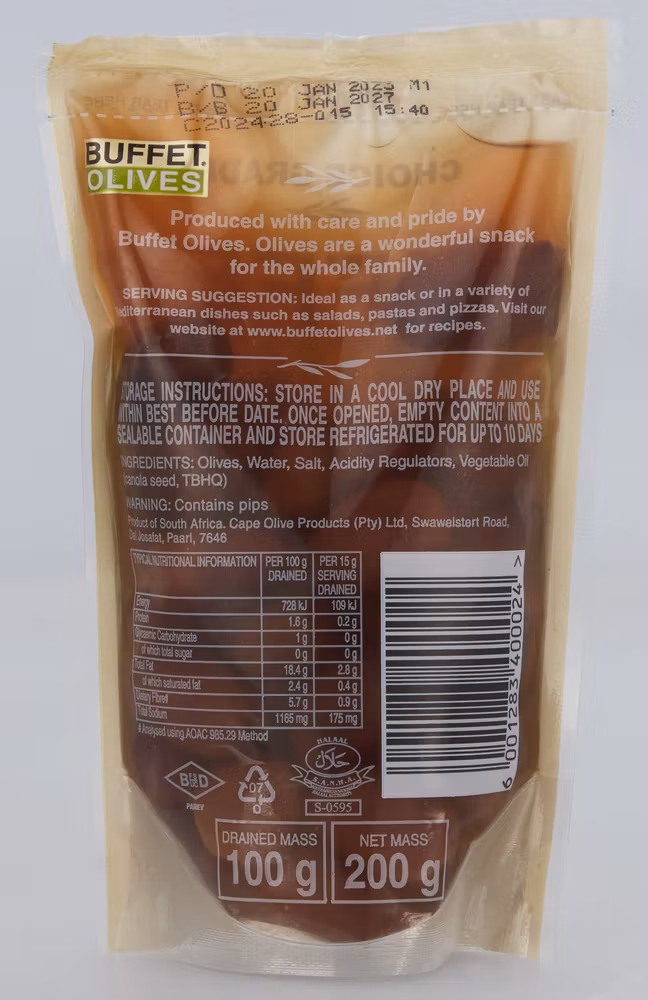 P/D 20 JAN 2025 M1
B/B 20 JAN 2027
C202428-015 15:40
BUFFET
OLIVES
Produced with care and pride by
Buffet Olives. Olives are a wonderful snack
for the whole family.
SERVING SUGGESTION: Ideal as a snack or in a variety of
editerranean dishes such as salads, pastas and pizzas. Visit our
website at www.buffetolives.net for recipes.
TORAGE INSTRUCTIONS: STORE IN A COOL DRY PLACE AND USE
WITHIN BEST BEFORE DATE. ONCE OPENED, EMPTY CONTENT INTO A
SEALABLE CONTAINER AND STORE REFRIGERATED FOR UP TO 10 DAYS
INGREDIENTS: Olives, Water, Salt, Acidity Regulators, Vegetable Oil
(canola seed, TBHQ)
WARNING: Contains pips
Product of South Africa. Cape Olive Products (Pty) Ltd, Swawelstert Road,
Dal Josafat, Paarl, 7646
TYPICAL NUTRITIONAL INFORMATION PER 100 g DRAINED PER 15 g SERVING DRAINED
Energy 728 kJ 109 kJ
Protein 1.6 g 0.2 g
Glycaemic Carbohydrate 1 g 0 g
of which total sugar 0 g 0 g
Total Fat 18.4 g 2.8 g
of which saturated fat 2.4 g 0.4 g
Dietary Fibre# 5.7 g 0.9 g
Total Sodium 1165 mg 175 mg
# Analysed using AOAC 985.29 Method
6 001283 400024 >
BHD
PAREV
07
O
HALAAL
حلال
S.A.N.H.A.
S-0595
DRAINED MASS
100 g
NET MASS
200 g